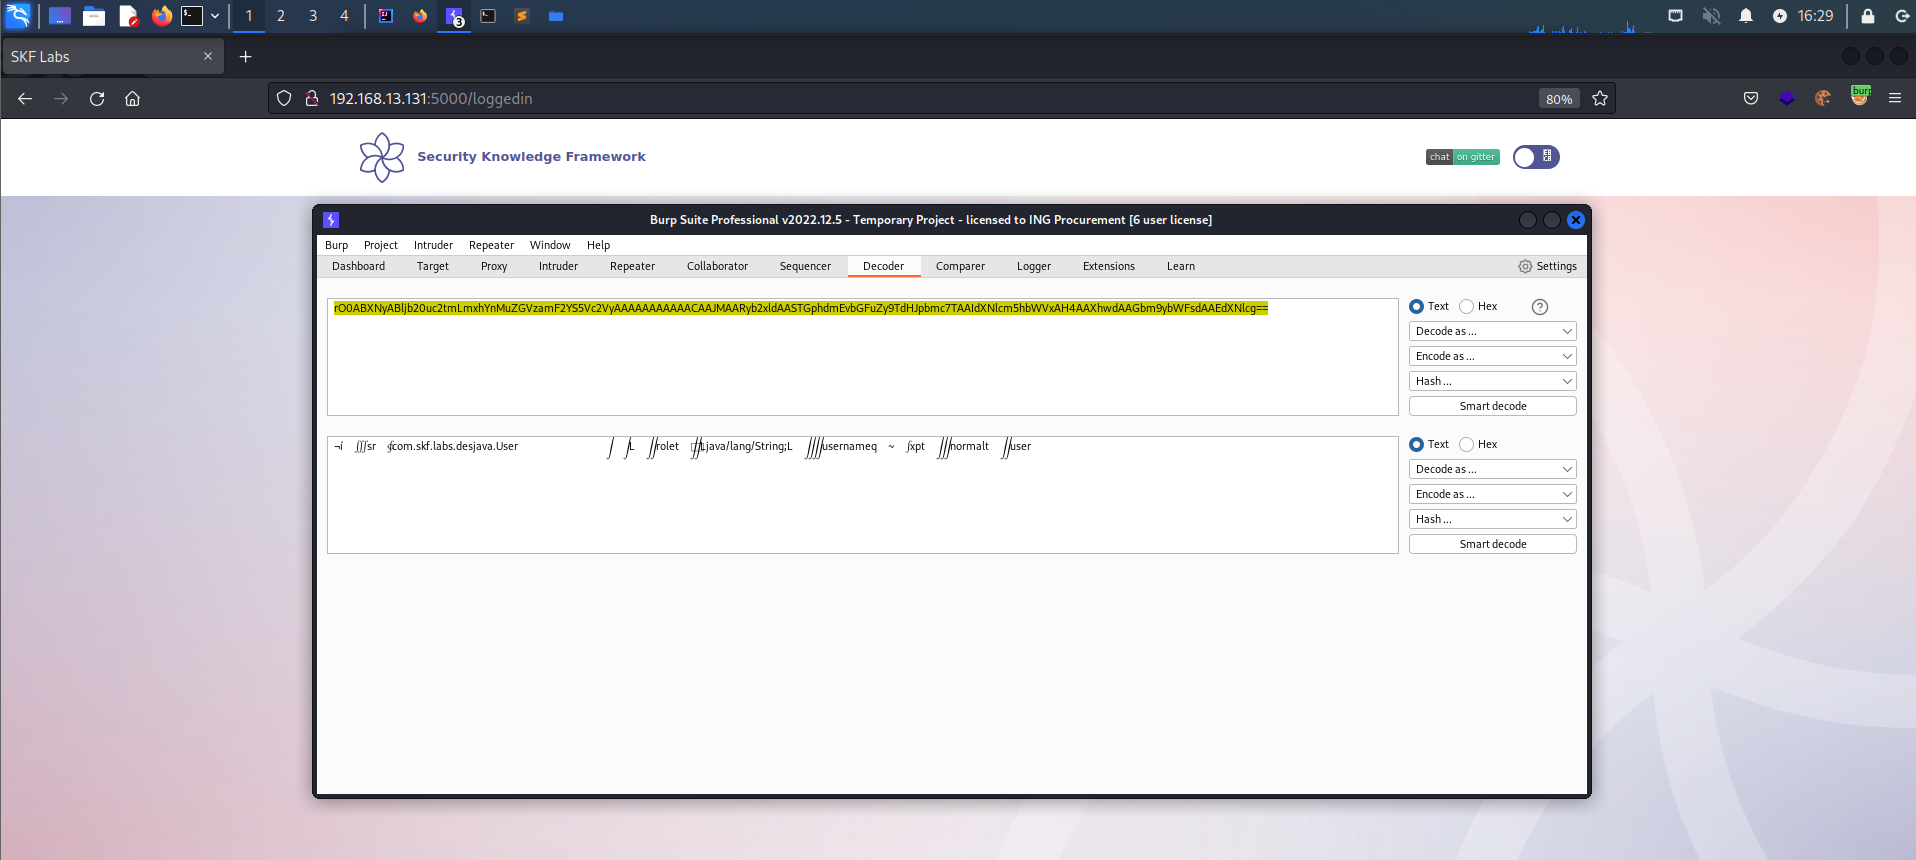 1 2 3 4 3 16:29
SKF Labs
192.168.13.131:5000/loggedin 80% burp
Security Knowledge Framework chat on gitter
Burp Suite Professional v2022.12.5 - Temporary Project - licensed to ING Procurement [6 user license]
Burp Project Intruder Repeater Window Help
Dashboard Target Proxy Intruder Repeater Collaborator Sequencer Decoder Comparer Logger Extensions Learn Settings
rO0ABXNyABljb20uc2tmLmxhYnMuZGVzamF2YS5Vc2VyAAAAAAAAAAACAAJMAARyb2xldAASTGphdmEvbGFuZy9TdHJpbmc7TAAIdXNlcm5hbWVxAH4AAXhwdAAGbm9ybWFsdAAEdXNlcg==
Text Hex ?
Decode as ...
Encode as ...
Hash ...
Smart decode
¬í sr com.skf.labs.desjava.User L rolet Ljava/lang/String;L usernameq ~ xpt normalt user
Text Hex
Decode as ...
Encode as ...
Hash ...
Smart decode